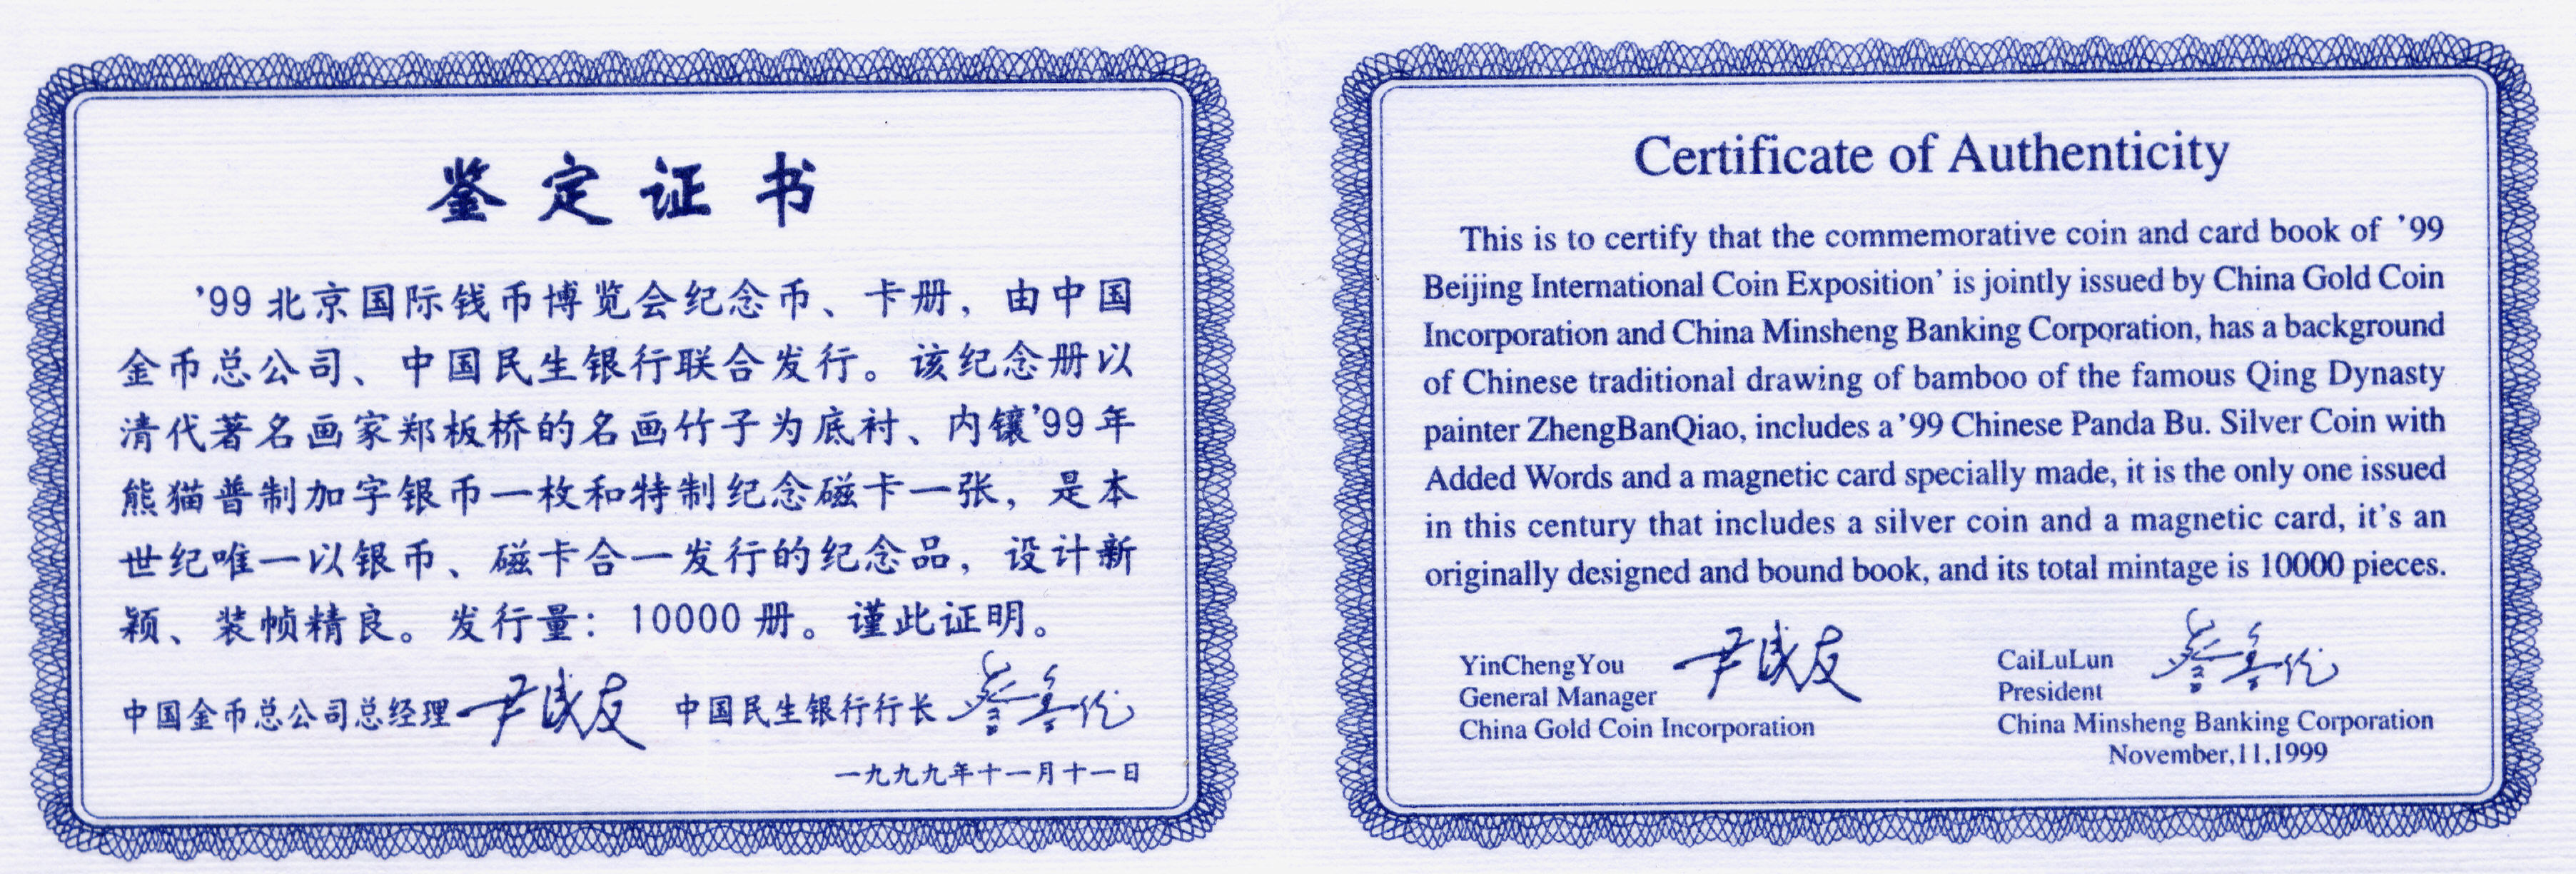 鉴定证书
'99北京国际钱币博览会纪念币、卡册，由中国
金币总公司、中国民生银行联合发行。该纪念册以
清代著名画家郑板桥的名画竹子为底衬、内镶'99年
熊猫普制加字银币一枚和特制纪念磁卡一张，是本
世纪唯一以银币、磁卡合一发行的纪念品，设计新
颖、装帧精良。发行量：10000册。谨此证明。
中国金币总公司总经理 尹成友 中国民生银行行长 蔡鲁伦
一九九九年十一月十一日
Certificate of Authenticity
This is to certify that the commemorative coin and card book of '99
Beijing International Coin Exposition' is jointly issued by China Gold Coin
Incorporation and China Minsheng Banking Corporation, has a background
of Chinese traditional drawing of bamboo of the famous Qing Dynasty
painter ZhengBanQiao, includes a '99 Chinese Panda Bu. Silver Coin with
Added Words and a magnetic card specially made, it is the only one issued
in this century that includes a silver coin and a magnetic card, it's an
originally designed and bound book, and its total mintage is 10000 pieces.
YinChengYou 尹成友
General Manager
China Gold Coin Incorporation
CaiLuLun 蔡鲁伦
President
China Minsheng Banking Corporation
November,11,1999